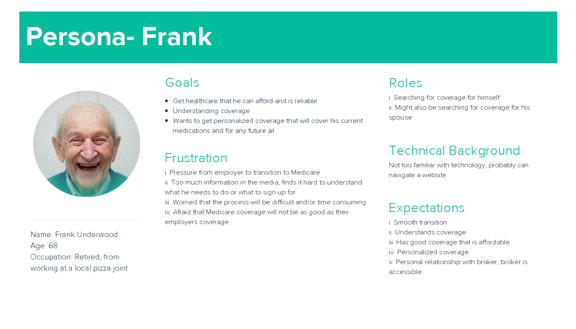 Persona- Frank
Goals
• Get healthcare that he can afford and is reliable
• Understanding coverage
• Wants to get personalized coverage that will cover his current
medications and for any future ail
Frustration
i. Pressure from employer to transition to Medicare
ii. Too much information in the media, finds it hard to understand
what he needs to do or what to sign up for
iii. Worried that the process will be difficult and/or time consuming
iv. Afraid that Medicare coverage will not be as good as their
employers coverage
Name: Frank Underwood
Age: 68
Occupation: Retired, from
working at a local pizza joint
Roles
i. Searching for coverage for himself
ii. Might also be searching for coverage for his
spouse
Technical Background
Not too familiar with technology, probably can
navigate a website
Expectations
i. Smooth transition
ii. Understands coverage
iii. Has good coverage that is affordable
iv. Personalized coverage
v. Personal relationship with broker, broker is
accessible.